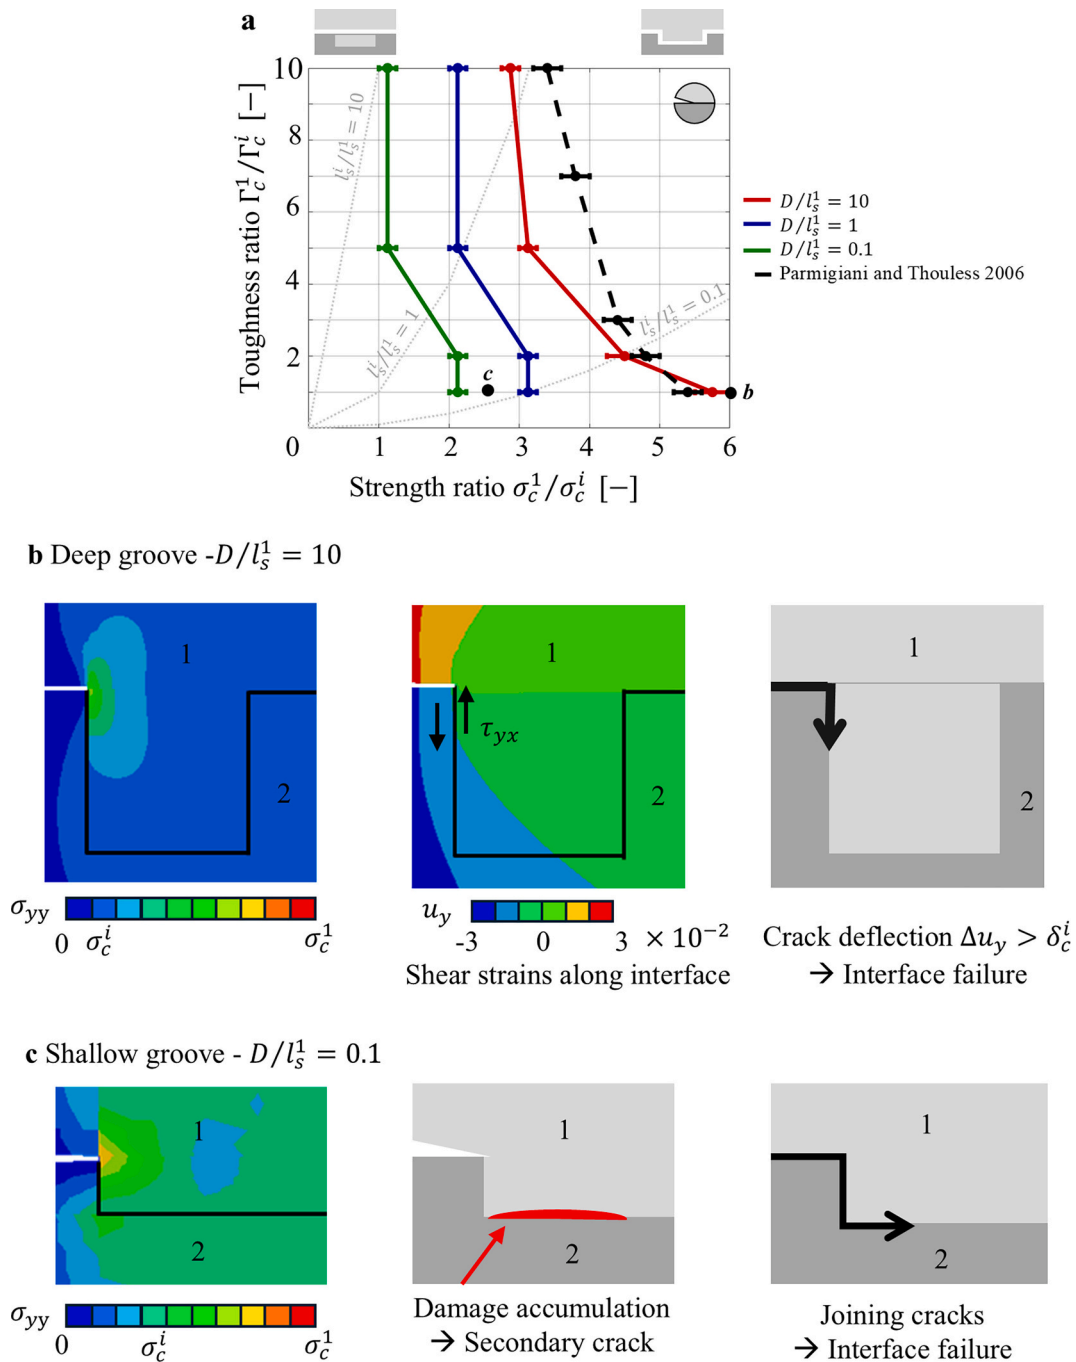 a
10
8
6
4
2
0
1
2
3
4
5
6
Toughness ratio Γ_c^1/Γ_c^i [−]
Strength ratio σ_c^1/σ_c^i [−]
l_s^i/l_s^1 = 10
l_s^i/l_s^1 = 1
l_s^i/l_s^1 = 0.1
c
b
D/l_s^1 = 10
D/l_s^1 = 1
D/l_s^1 = 0.1
Parmigiani and Thouless 2006
b Deep groove -D/l_s^1 = 10
1
2
σ_yy
0 σ_c^i σ_c^1
1
τ_yx
2
u_y
-3 0 3 × 10^−2
Shear strains along interface
1
2
Crack deflection Δu_y > δ_c^i
→ Interface failure
c Shallow groove - D/l_s^1 = 0.1
1
2
σ_yy
0 σ_c^i σ_c^1
1
2
Damage accumulation
→ Secondary crack
1
2
Joining cracks
→ Interface failure